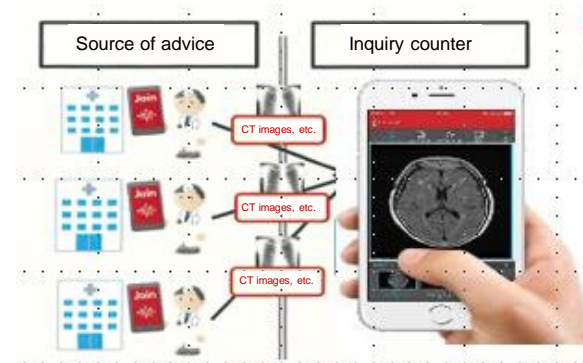 Source of advice
Inquiry counter
Join
CT images, etc.
Join
CT images, etc.
Join
CT images, etc.